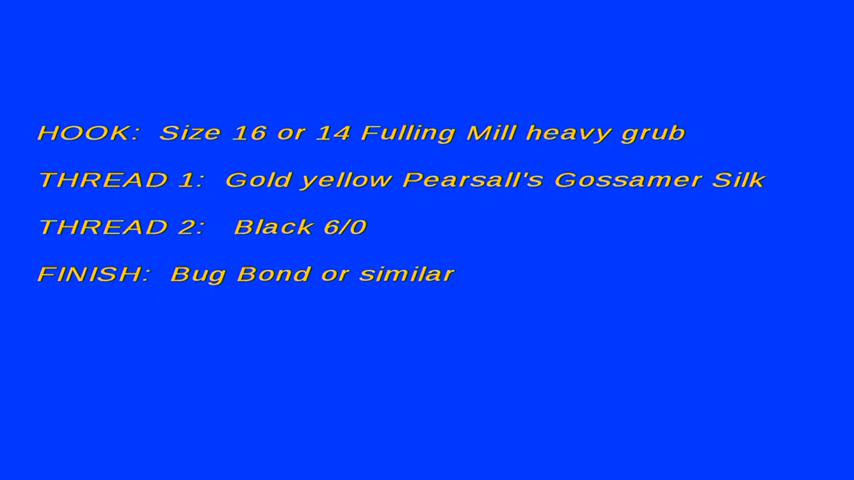 HOOK: Size 16 or 14 Fulling Mill heavy grub
THREAD 1: Gold yellow Pearsall's Gossamer Silk
THREAD 2: Black 6/0
FINISH: Bug Bond or similar